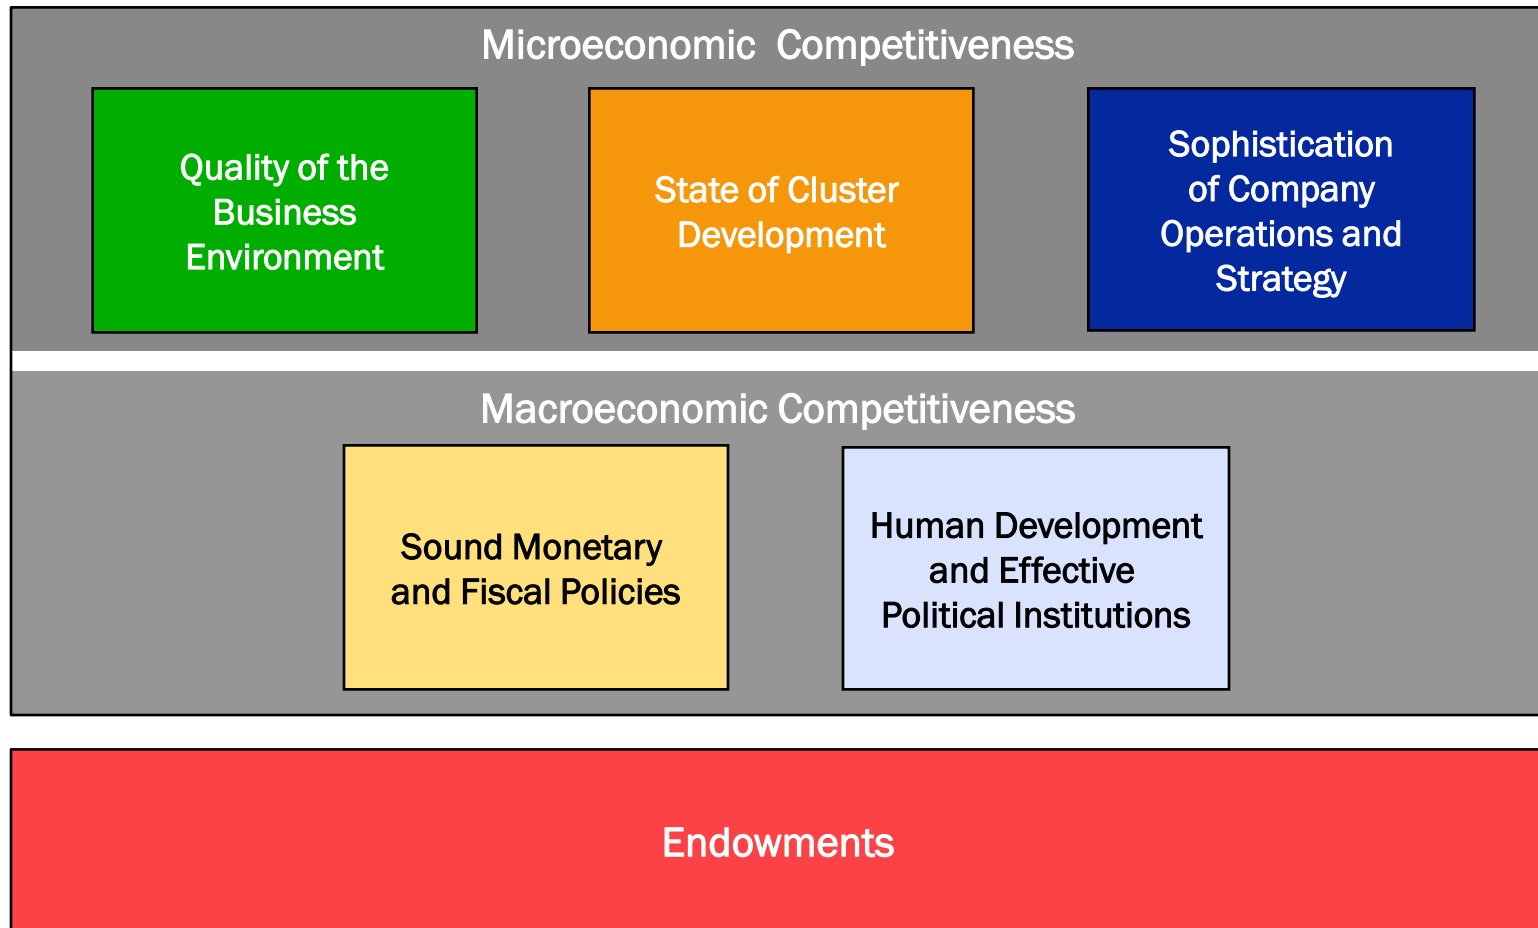 Microeconomic  Competitiveness
Quality of the
Business
Environment
State of Cluster
Development
Sophistication
of Company
Operations and
Strategy
Macroeconomic Competitiveness
Sound Monetary
and Fiscal Policies
Human Development
and Effective
Political Institutions
Endowments